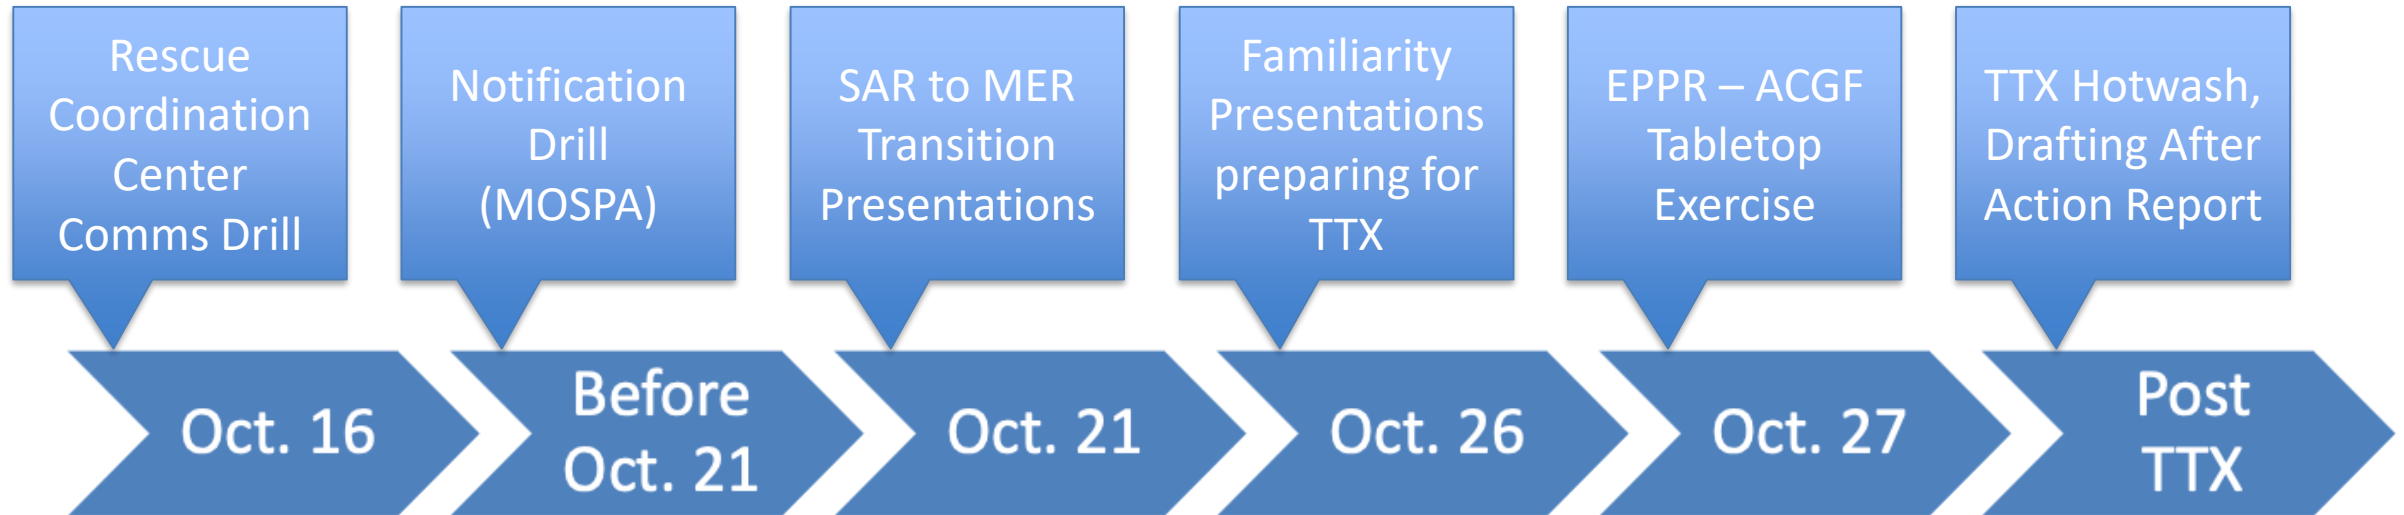 Rescue
Coordination
Center
Comms Drill
Notification
Drill
(MOSPA)
SAR to MER
Transition
Presentations
Familiarity
Presentations
preparing for
TTX
EPPR – ACGF
Tabletop
Exercise
TTX Hotwash,
Drafting After
Action Report
Oct. 16
Before
Oct. 21
Oct. 21
Oct. 26
Oct. 27
Post
TTX